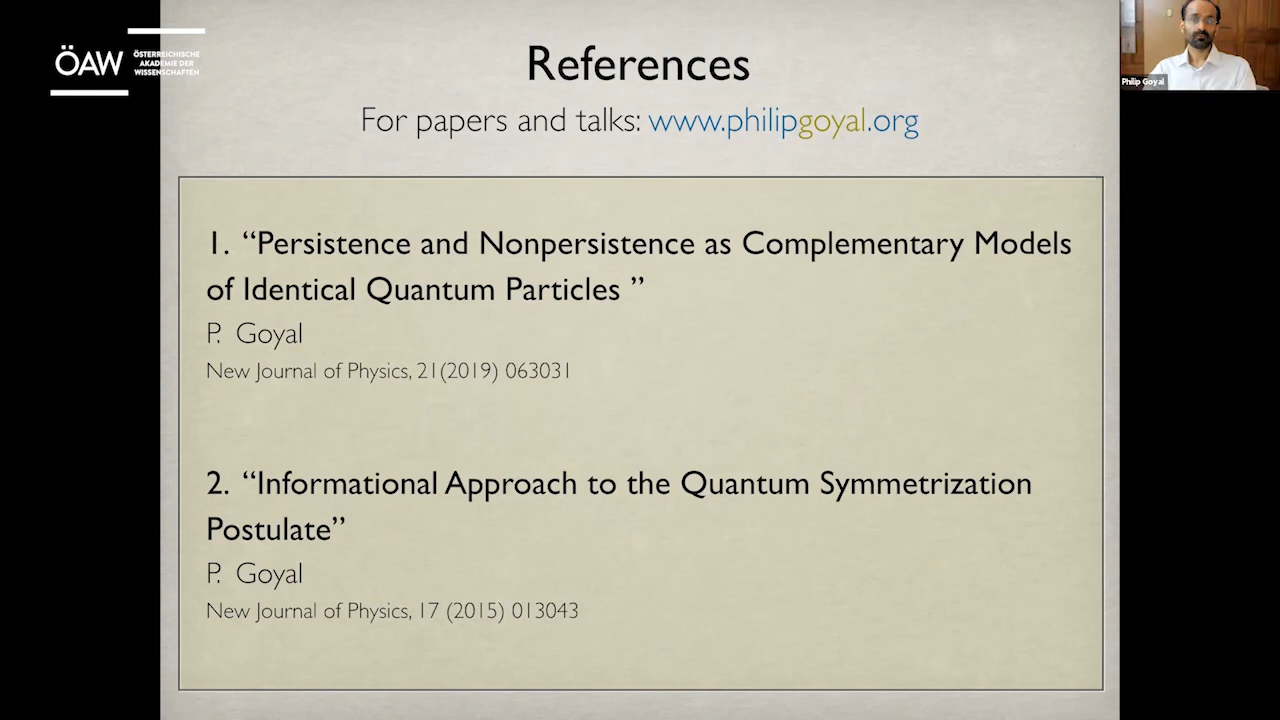 ÖAW
ÖSTERREICHISCHE
AKADEMIE DER
WISSENSCHAFTEN
References
For papers and talks: www.philipgoyal.org
Philip Goyal
1. “Persistence and Nonpersistence as Complementary Models
of Identical Quantum Particles ”
P. Goyal
New Journal of Physics, 21(2019) 063031
2. “Informational Approach to the Quantum Symmetrization
Postulate”
P. Goyal
New Journal of Physics, 17 (2015) 013043